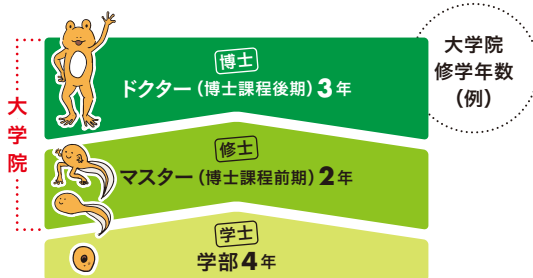 博士
ドクター（博士課程後期）3年
大学院
修学年数
（例）
大学院
修士
マスター（博士課程前期）2年
学士
学部4年